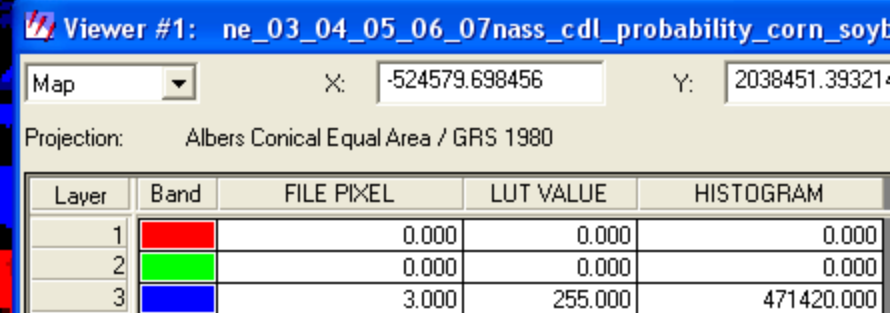 Viewer #1: ne_03_04_05_06_07nass_cdl_probability_corn_soyb
Map X: -524579.698456 Y: 2038451.393214
Projection: Albers Conical Equal Area / GRS 1980
Layer Band FILE PIXEL LUT VALUE HISTOGRAM
1 0.000 0.000 0.000
2 0.000 0.000 0.000
3 3.000 255.000 471420.000